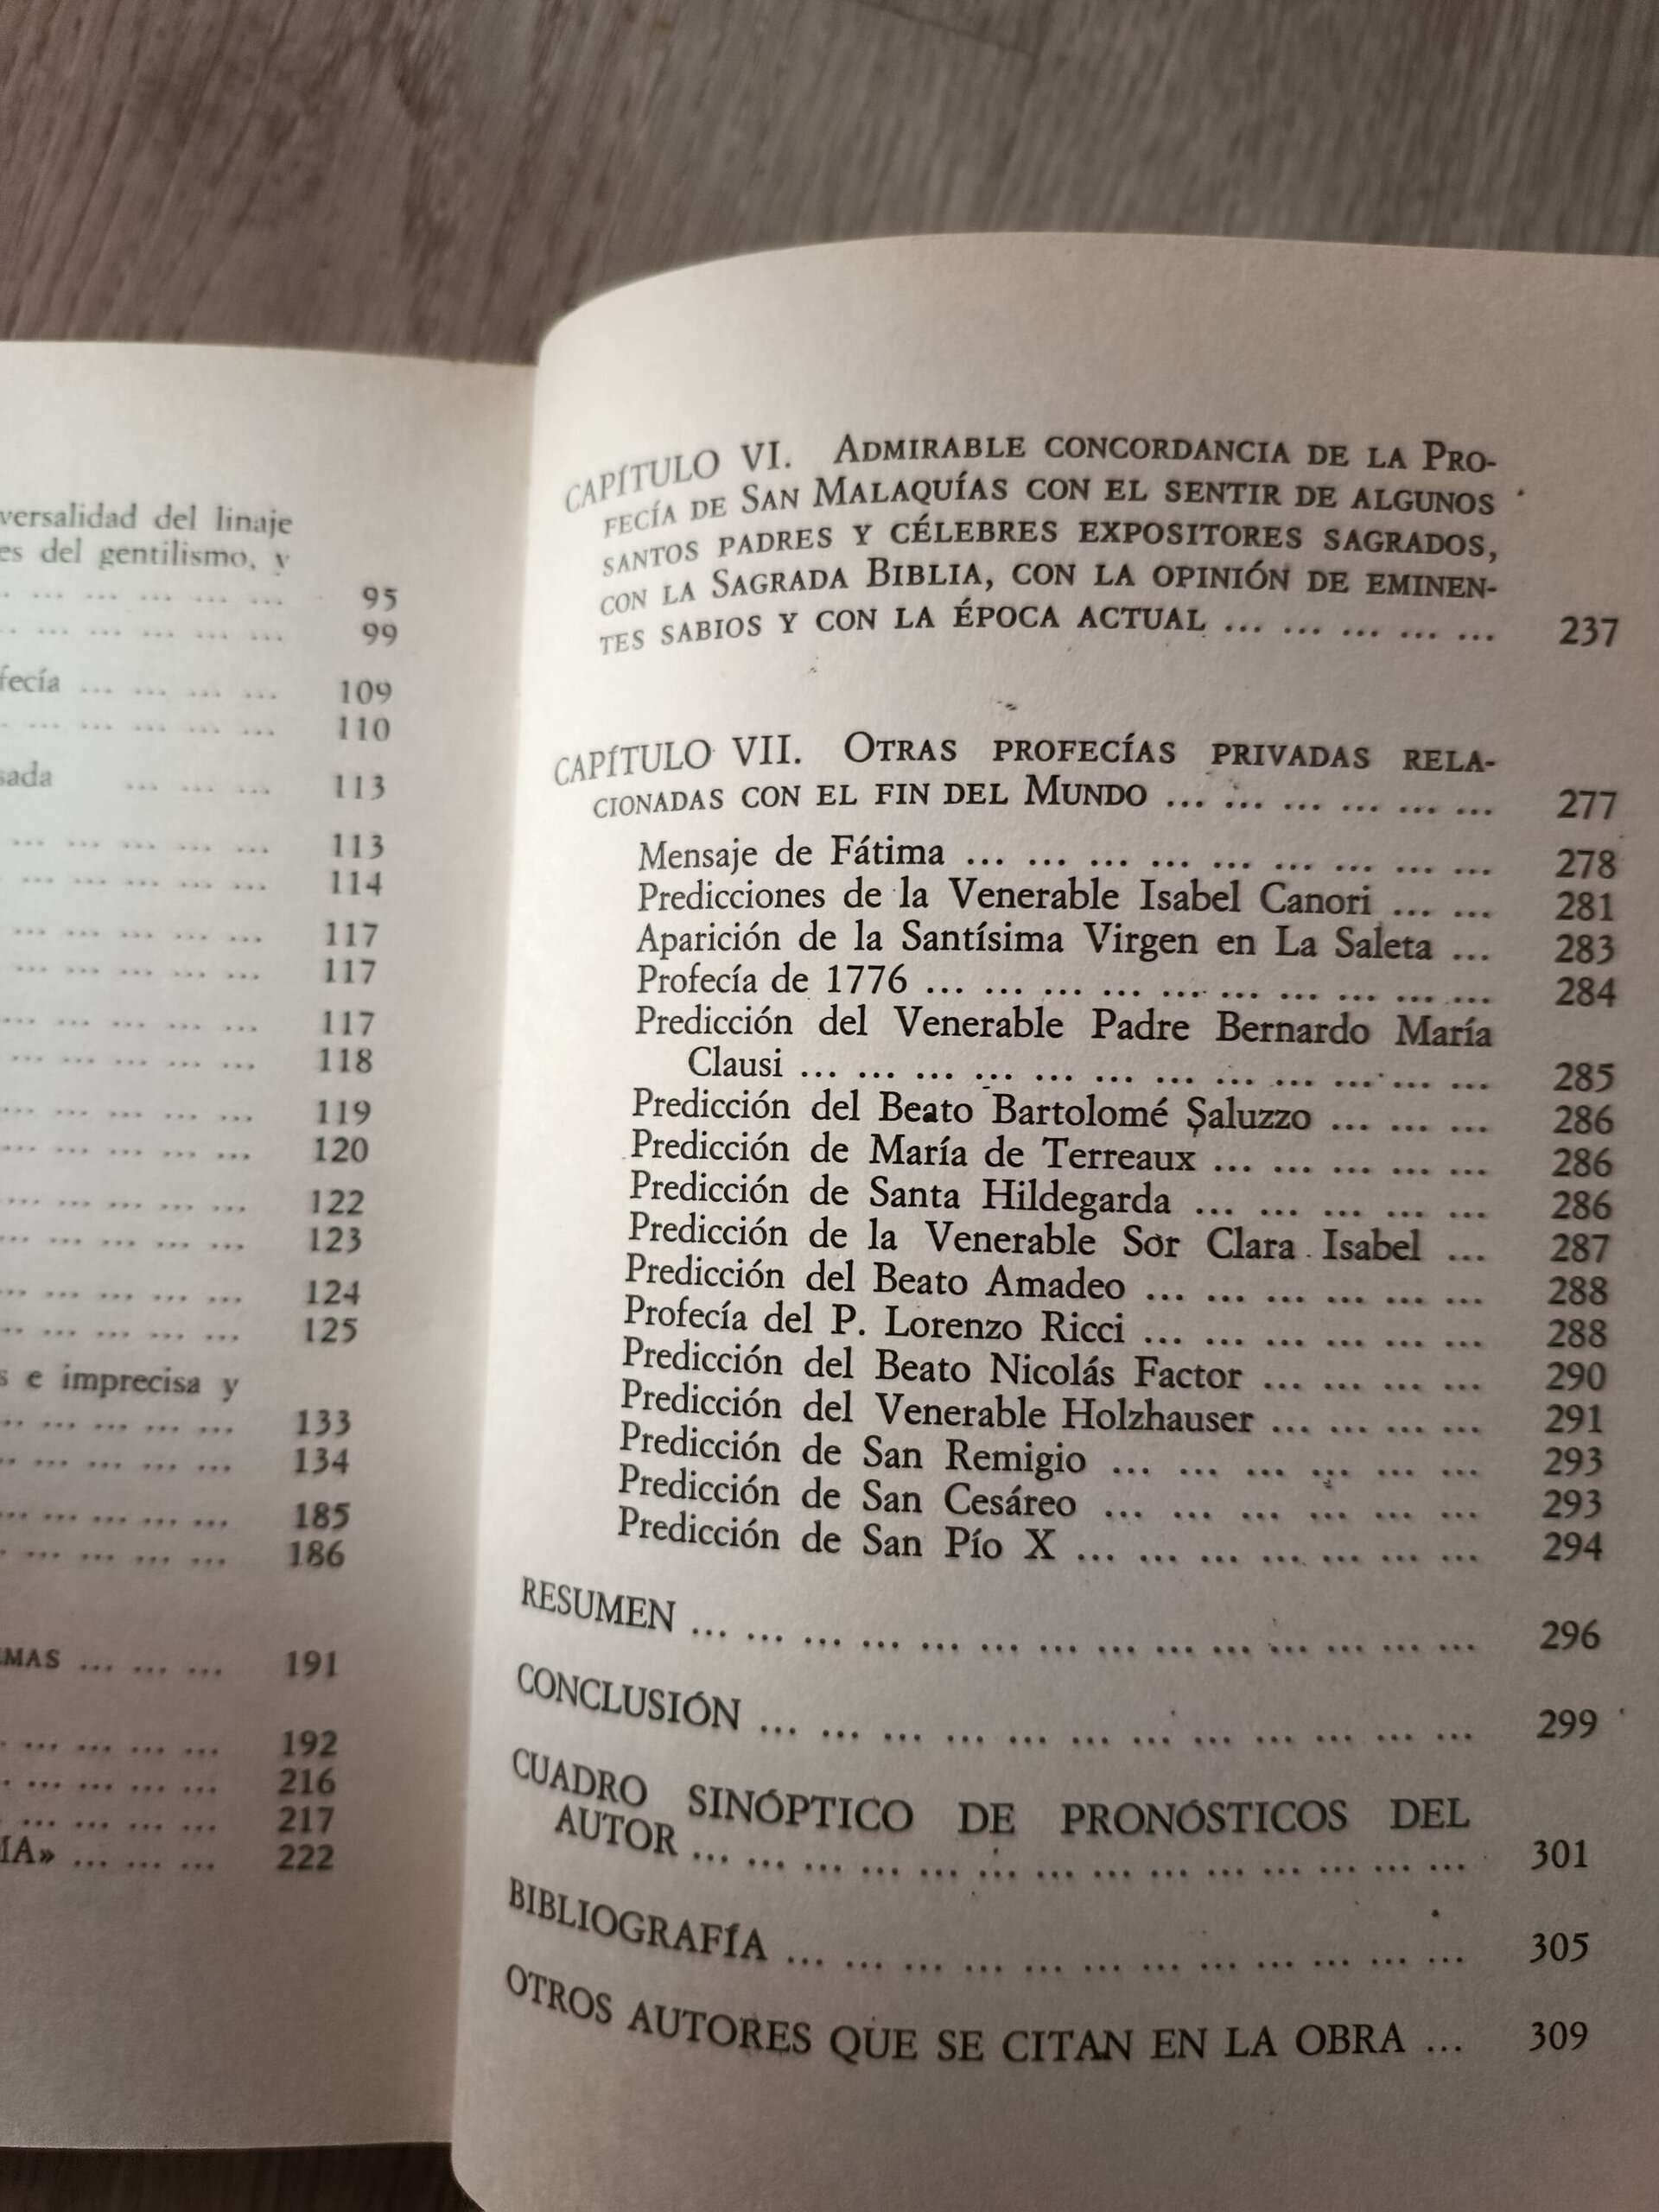 versalidad del linaje
es del gentilismo, y
... ... ... ... ... 95
... ... ... ... ... 99
fecía ... ... ... ... 109
... ... ... ... ... 110
sada ... ... ... 113
... ... ... ... ... 113
... ... ... ... ... 114
... ... ... ... ... 117
... ... ... ... ... 117
... ... ... ... ... 117
... ... ... ... ... 118
... ... ... ... ... 119
... ... ... ... ... 120
... ... ... ... ... 122
... ... ... ... ... 123
... ... ... ... ... 124
... ... ... ... ... 125
s e imprecisa y
... ... ... ... ... 133
... ... ... ... ... 134
... ... ... ... ... 185
... ... ... ... ... 186
MAS ... ... ... 191
... ... ... ... 192
... ... ... ... 216
... ... ... ... 217
MA» ... ... ... 222
CAPÍTULO VI. ADMIRABLE CONCORDANCIA DE LA PRO-
FECÍA DE SAN MALAQUÍAS CON EL SENTIR DE ALGUNOS
SANTOS PADRES Y CÉLEBRES EXPOSITORES SAGRADOS,
CON LA SAGRADA BIBLIA, CON LA OPINIÓN DE EMINEN-
TES SABIOS Y CON LA ÉPOCA ACTUAL ... ... ... ... ... 237
CAPÍTULO VII. OTRAS PROFECÍAS PRIVADAS RELA-
CIONADAS CON EL FIN DEL MUNDO ... ... ... ... ... ... 277
Mensaje de Fátima ... ... ... ... ... ... ... ... ... 278
Predicciones de la Venerable Isabel Canori ... ... 281
Aparición de la Santísima Virgen en La Saleta ... 283
Profecía de 1776 ... ... ... ... ... ... ... ... ... ... 284
Predicción del Venerable Padre Bernardo María
Clausi ... ... ... ... ... ... ... ... ... ... ... ... 285
Predicción del Beato Bartolomé Saluzzo ... ... ... 286
Predicción de María de Terreaux ... ... ... ... ... 286
Predicción de Santa Hildegarda ... ... ... ... ... 286
Predicción de la Venerable Sor Clara Isabel ... 287
Predicción del Beato Amadeo ... ... ... ... ... ... 288
Profecía del P. Lorenzo Ricci ... ... ... ... ... ... 288
Predicción del Beato Nicolás Factor ... ... ... ... 290
Predicción del Venerable Holzhauser ... ... ... ... 291
Predicción de San Remigio ... ... ... ... ... ... 293
Predicción de San Cesáreo ... ... ... ... ... ... 293
Predicción de San Pío X ... ... ... ... ... ... ... 294
RESUMEN ... ... ... ... ... ... ... ... ... ... ... ... ... ... 296
CONCLUSIÓN ... ... ... ... ... ... ... ... ... ... ... ... 299
CUADRO SINÓPTICO DE PRONÓSTICOS DEL
AUTOR ... ... ... ... ... ... ... ... ... ... ... ... ... ... 301
BIBLIOGRAFÍA ... ... ... ... ... ... ... ... ... ... ... ... 305
OTROS AUTORES QUE SE CITAN EN LA OBRA ... 309